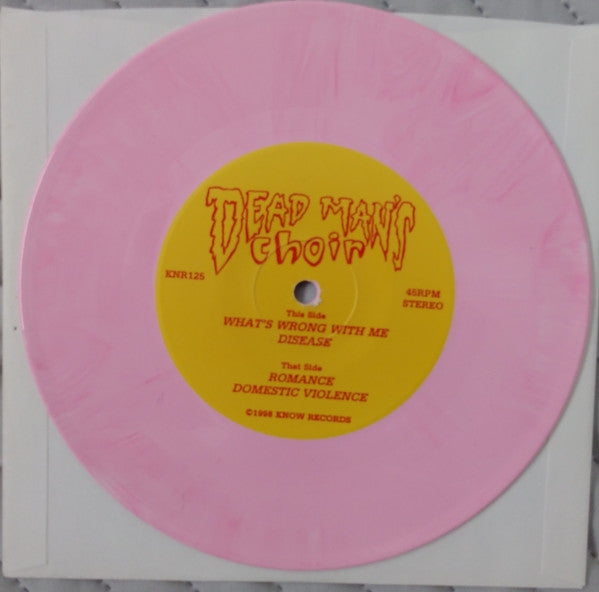 DEAD MAN'S
choir
KNR125
45RPM
STEREO
This Side
WHAT'S WRONG WITH ME
DISEASE
That Side
ROMANCE
DOMESTIC VIOLENCE
©1998 KNOW RECORDS